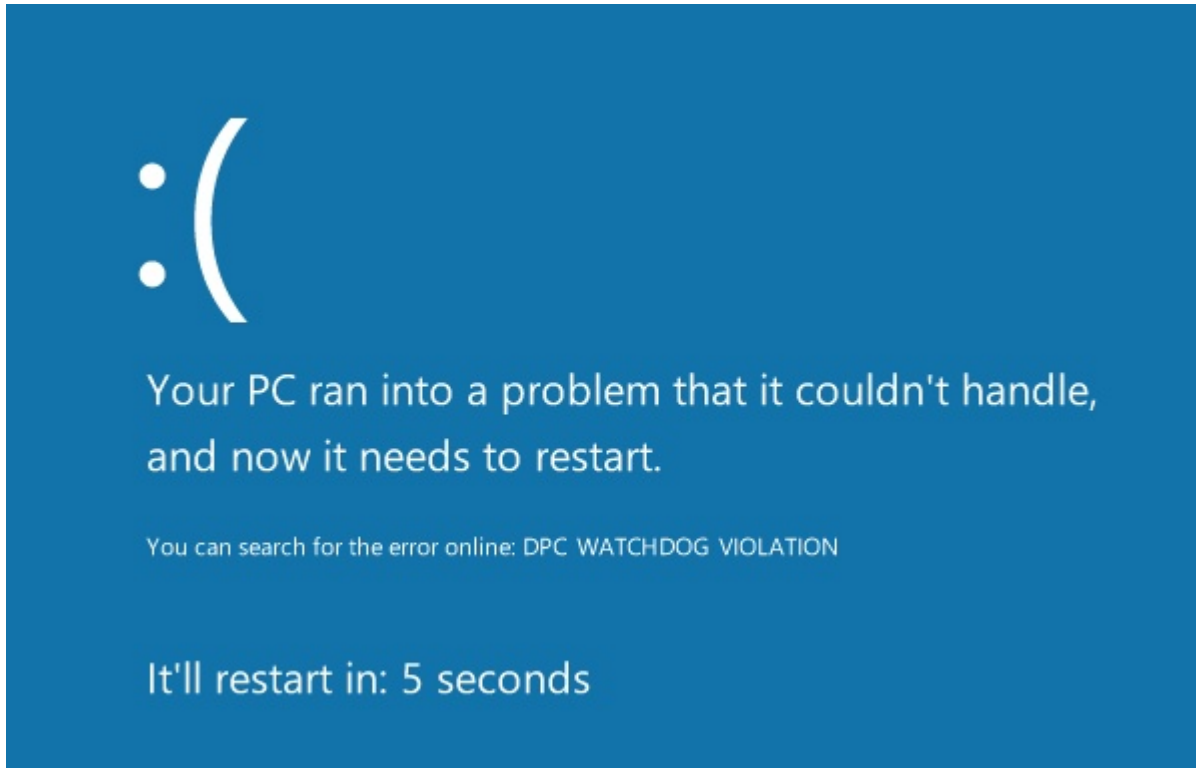 :(
Your PC ran into a problem that it couldn't handle,
and now it needs to restart.
You can search for the error online: DPC WATCHDOG VIOLATION
It'll restart in: 5 seconds